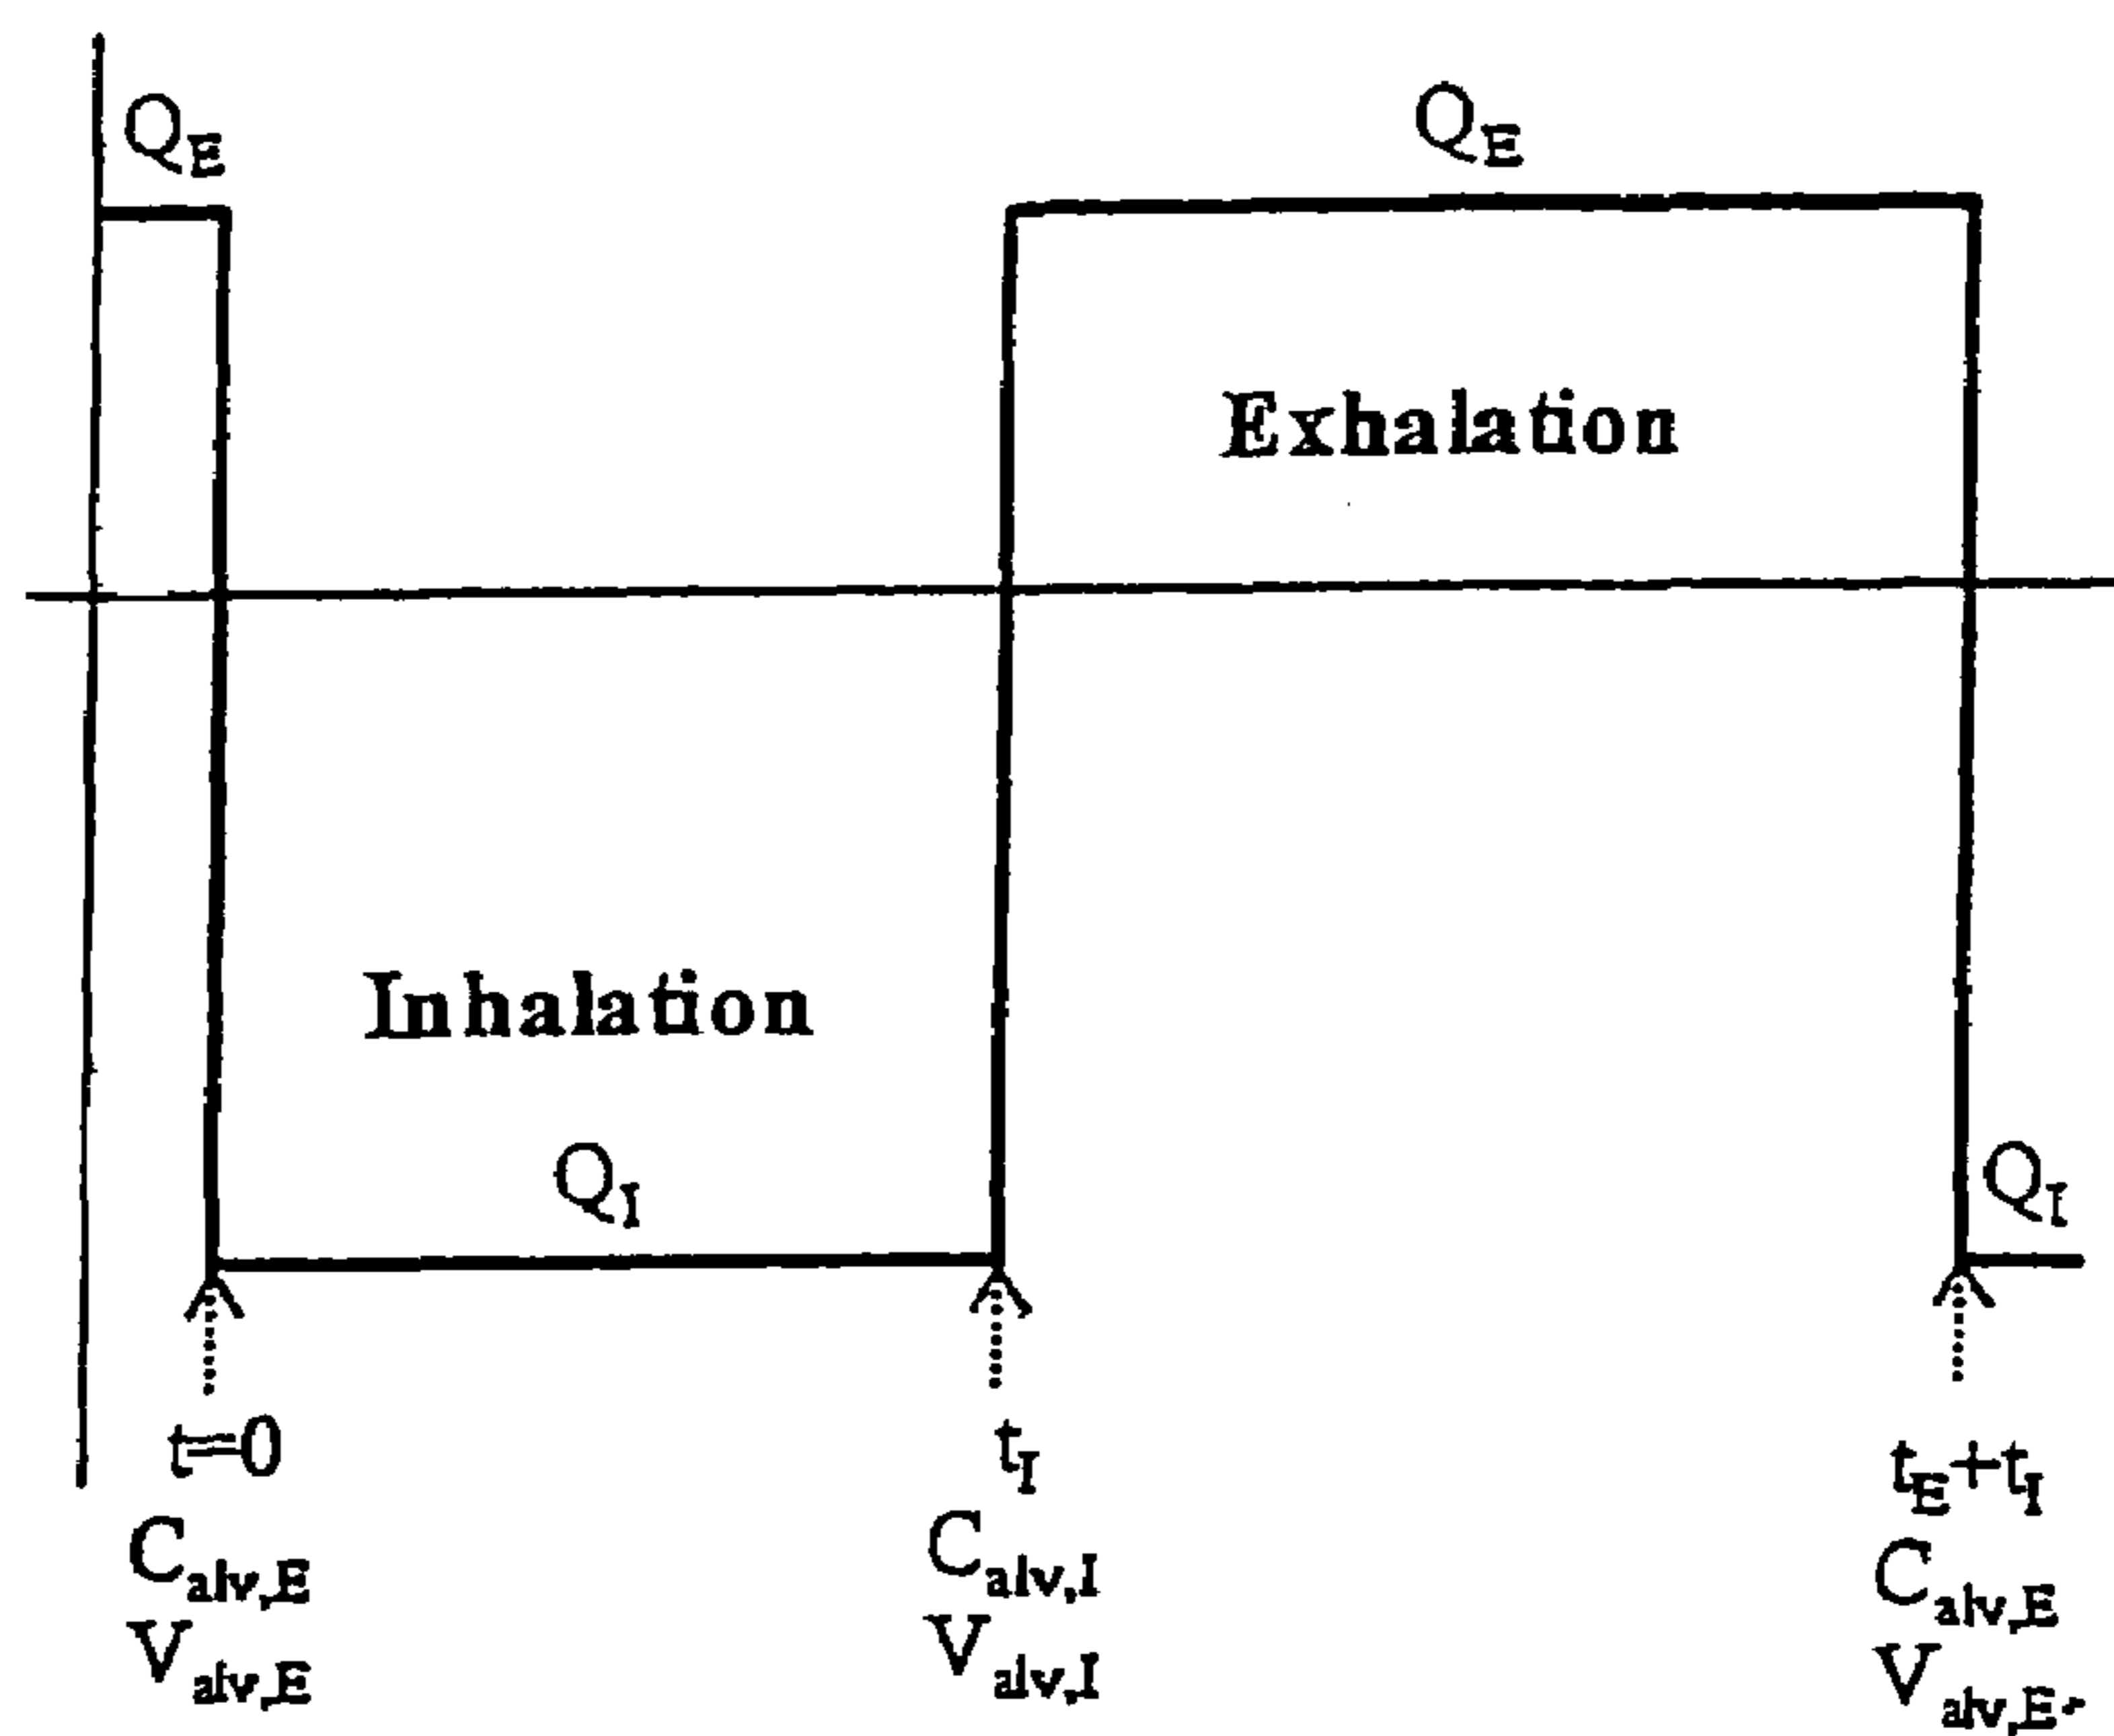 Q_E Q_E
Exhalation
Inhalation
Q_I Q_I
t=0 t_I t_E+t_I
C_alv,E C_alv,I C_alv,E
V_alv,E V_alv,I V_alv,E.